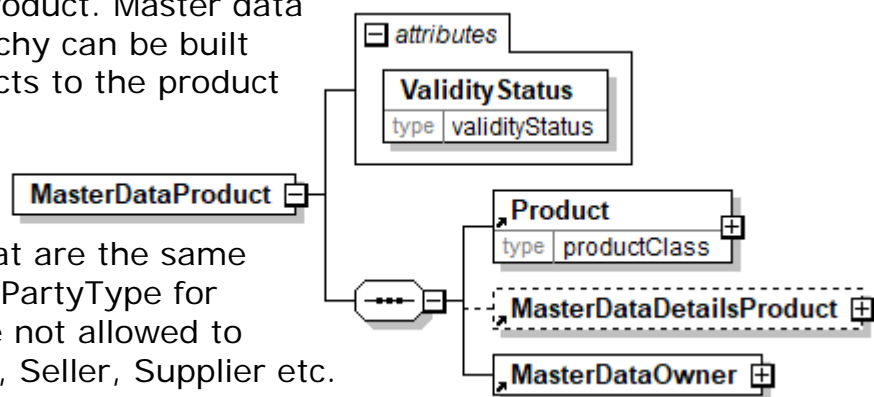 roduct. Master data
chy can be built
cts to the product
attributes
ValidityStatus
type validityStatus
MasterDataProduct
Product
type productClass
at are the same
PartyType for
e not allowed to
, Seller, Supplier etc.
MasterDataDetailsProduct
MasterDataOwner